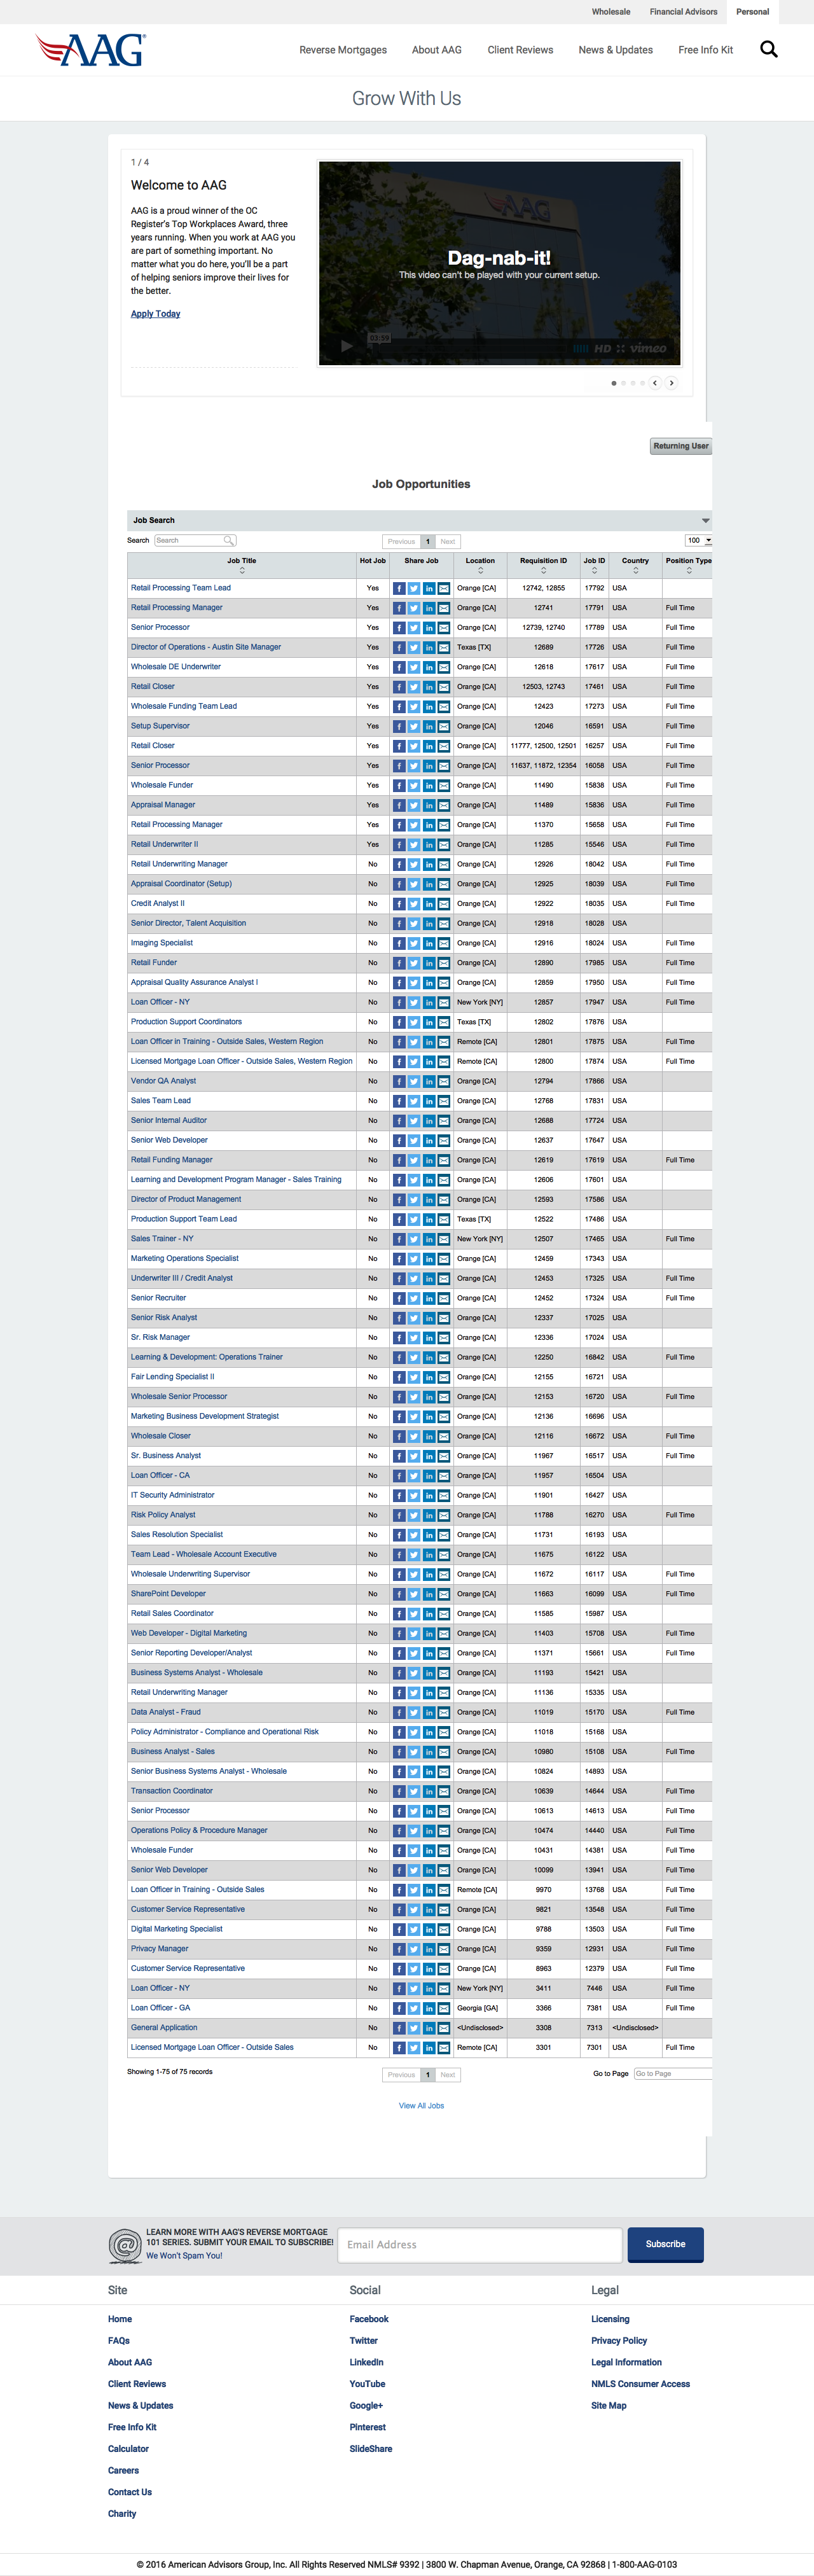 Wholesale Financial Advisors Personal
AAG Reverse Mortgages About AAG Client Reviews News & Updates Free Info Kit
Grow With Us
1 / 4
Welcome to AAG
AAG is a proud winner of the OC
Register's Top Workplaces Award, three
years running. When you work at AAG you
are part of something important. No
matter what you do here, you'll be a part
of helping seniors improve their lives for
the better.
Apply Today
AAG
Dag-nab-it!
This video can't be played with your current setup.
03:59
HD vimeo
Returning User
Job Opportunities
Job Search
Search Search Previous 1 Next 100
Job Title Hot Job Share Job Location Requisition ID Job ID Country Position Type
Retail Processing Team Lead Yes Orange [CA] 12742, 12855 17792 USA
Retail Processing Manager Yes Orange [CA] 12741 17791 USA Full Time
Senior Processor Yes Orange [CA] 12739, 12740 17789 USA Full Time
Director of Operations - Austin Site Manager Yes Texas [TX] 12689 17726 USA Full Time
Wholesale DE Underwriter Yes Orange [CA] 12618 17617 USA Full Time
Retail Closer Yes Orange [CA] 12503, 12743 17461 USA Full Time
Wholesale Funding Team Lead Yes Orange [CA] 12423 17273 USA Full Time
Setup Supervisor Yes Orange [CA] 12046 16591 USA Full Time
Retail Closer Yes Orange [CA] 11777, 12500, 12501 16257 USA Full Time
Senior Processor Yes Orange [CA] 11637, 11872, 12354 16058 USA Full Time
Wholesale Funder Yes Orange [CA] 11490 15838 USA Full Time
Appraisal Manager Yes Orange [CA] 11489 15836 USA Full Time
Retail Processing Manager Yes Orange [CA] 11370 15658 USA Full Time
Retail Underwriter II Yes Orange [CA] 11285 15546 USA Full Time
Retail Underwriting Manager No Orange [CA] 12926 18042 USA Full Time
Appraisal Coordinator (Setup) No Orange [CA] 12925 18039 USA Full Time
Credit Analyst II No Orange [CA] 12922 18035 USA Full Time
Senior Director, Talent Acquisition No Orange [CA] 12918 18028 USA
Imaging Specialist No Orange [CA] 12916 18024 USA Full Time
Retail Funder No Orange [CA] 12890 17985 USA Full Time
Appraisal Quality Assurance Analyst I No Orange [CA] 12859 17950 USA Full Time
Loan Officer - NY No New York [NY] 12857 17947 USA Full Time
Production Support Coordinators No Texas [TX] 12802 17876 USA
Loan Officer in Training - Outside Sales, Western Region No Remote [CA] 12801 17875 USA Full Time
Licensed Mortgage Loan Officer - Outside Sales, Western Region No Remote [CA] 12800 17874 USA Full Time
Vendor QA Analyst No Orange [CA] 12794 17866 USA
Sales Team Lead No Orange [CA] 12768 17831 USA
Senior Internal Auditor No Orange [CA] 12688 17724 USA
Senior Web Developer No Orange [CA] 12637 17647 USA
Retail Funding Manager No Orange [CA] 12619 17619 USA Full Time
Learning and Development Program Manager - Sales Training No Orange [CA] 12606 17601 USA
Director of Product Management No Orange [CA] 12593 17586 USA
Production Support Team Lead No Texas [TX] 12522 17486 USA
Sales Trainer - NY No New York [NY] 12507 17465 USA Full Time
Marketing Operations Specialist No Orange [CA] 12459 17343 USA
Underwriter III / Credit Analyst No Orange [CA] 12453 17325 USA Full Time
Senior Recruiter No Orange [CA] 12452 17324 USA Full Time
Senior Risk Analyst No Orange [CA] 12337 17025 USA
Sr. Risk Manager No Orange [CA] 12336 17024 USA
Learning & Development: Operations Trainer No Orange [CA] 12250 16842 USA Full Time
Fair Lending Specialist II No Orange [CA] 12155 16721 USA
Wholesale Senior Processor No Orange [CA] 12153 16720 USA Full Time
Marketing Business Development Strategist No Orange [CA] 12136 16696 USA
Wholesale Closer No Orange [CA] 12116 16672 USA Full Time
Sr. Business Analyst No Orange [CA] 11967 16517 USA Full Time
Loan Officer - CA No Orange [CA] 11957 16504 USA
IT Security Administrator No Orange [CA] 11901 16427 USA
Risk Policy Analyst No Orange [CA] 11788 16270 USA Full Time
Sales Resolution Specialist No Orange [CA] 11731 16193 USA
Team Lead - Wholesale Account Executive No Orange [CA] 11675 16122 USA
Wholesale Underwriting Supervisor No Orange [CA] 11672 16117 USA Full Time
SharePoint Developer No Orange [CA] 11663 16099 USA Full Time
Retail Sales Coordinator No Orange [CA] 11585 15987 USA
Web Developer - Digital Marketing No Orange [CA] 11403 15708 USA Full Time
Senior Reporting Developer/Analyst No Orange [CA] 11371 15661 USA Full Time
Business Systems Analyst - Wholesale No Orange [CA] 11193 15421 USA
Retail Underwriting Manager No Orange [CA] 11136 15335 USA
Data Analyst - Fraud No Orange [CA] 11019 15170 USA Full Time
Policy Administrator - Compliance and Operational Risk No Orange [CA] 11018 15168 USA
Business Analyst - Sales No Orange [CA] 10980 15108 USA Full Time
Senior Business Systems Analyst - Wholesale No Orange [CA] 10824 14893 USA
Transaction Coordinator No Orange [CA] 10639 14644 USA Full Time
Senior Processor No Orange [CA] 10613 14613 USA Full Time
Operations Policy & Procedure Manager No Orange [CA] 10474 14440 USA Full Time
Wholesale Funder No Orange [CA] 10431 14381 USA Full Time
Senior Web Developer No Orange [CA] 10099 13941 USA Full Time
Loan Officer in Training - Outside Sales No Remote [CA] 9970 13768 USA Full Time
Customer Service Representative No Orange [CA] 9821 13548 USA Full Time
Digital Marketing Specialist No Orange [CA] 9788 13503 USA Full Time
Privacy Manager No Orange [CA] 9359 12931 USA Full Time
Customer Service Representative No Orange [CA] 8963 12379 USA Full Time
Loan Officer - NY No New York [NY] 3411 7446 USA Full Time
Loan Officer - GA No Georgia [GA] 3366 7381 USA Full Time
General Application No <Undisclosed> 3308 7313 <Undisclosed>
Licensed Mortgage Loan Officer - Outside Sales No Remote [CA] 3301 7301 USA Full Time
Showing 1-75 of 75 records Previous 1 Next Go to Page Go to Page
View All Jobs
LEARN MORE WITH AAG'S REVERSE MORTGAGE
101 SERIES. SUBMIT YOUR EMAIL TO SUBSCRIBE!
We Won't Spam You!
Email Address Subscribe
Site Social Legal
Home Facebook Licensing
FAQs Twitter Privacy Policy
About AAG LinkedIn Legal Information
Client Reviews YouTube NMLS Consumer Access
News & Updates Google+ Site Map
Free Info Kit Pinterest
Calculator SlideShare
Careers
Contact Us
Charity
© 2016 American Advisors Group, Inc. All Rights Reserved NMLS# 9392 | 3800 W. Chapman Avenue, Orange, CA 92868 | 1-800-AAG-0103